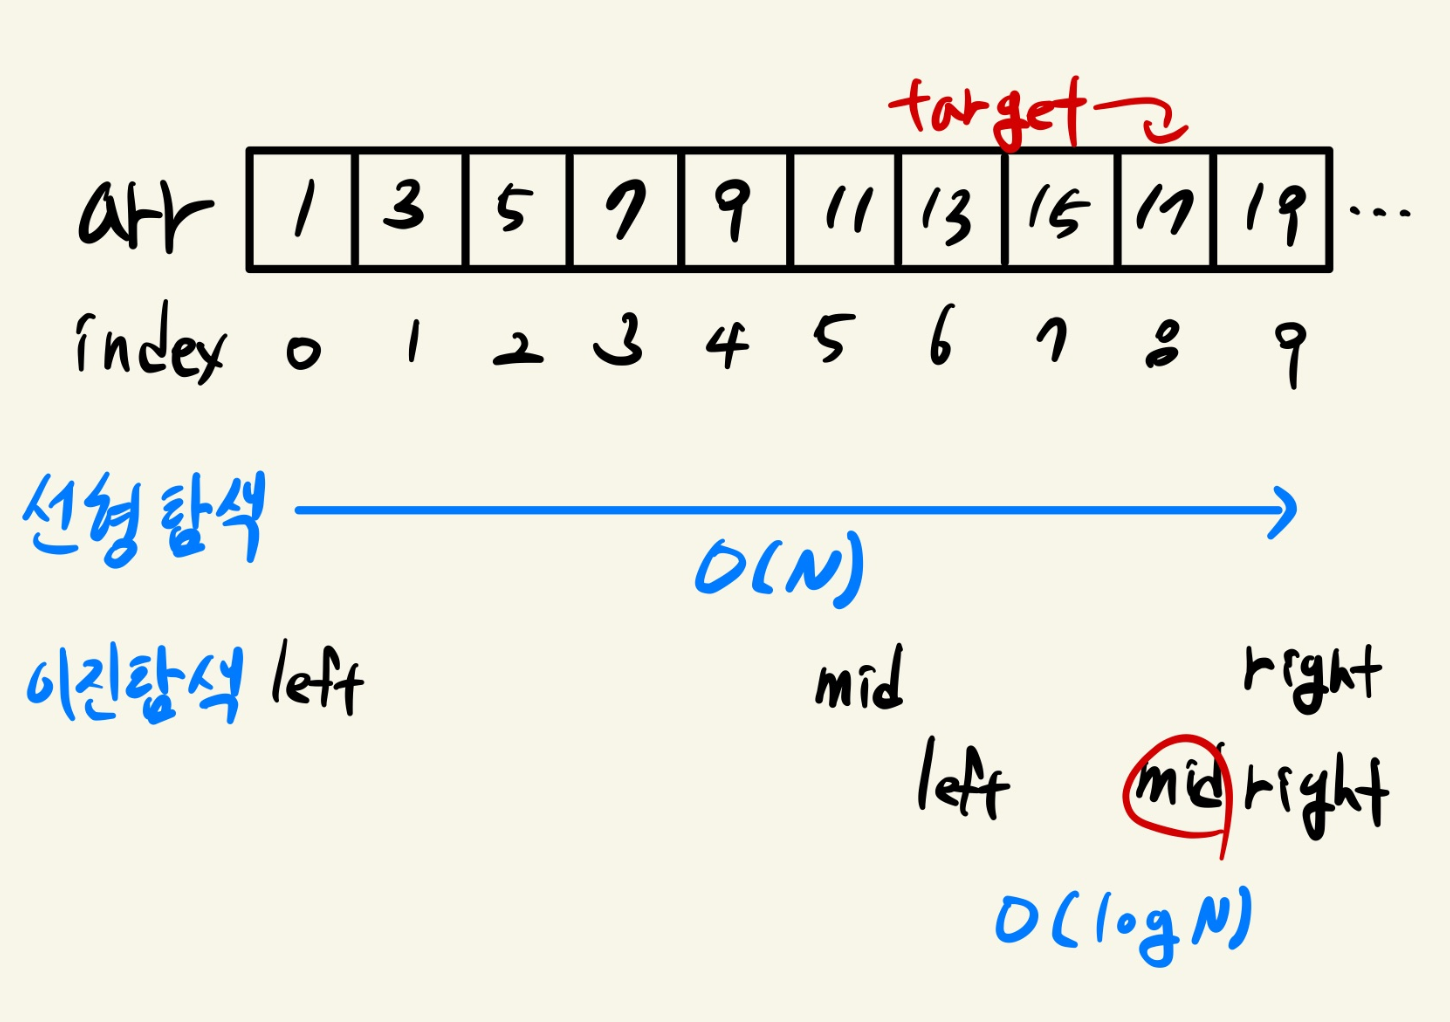 target
arr 1 3 5 7 9 11 13 15 17 19 ...
index 0 1 2 3 4 5 6 7 8 9
선형탐색
O(N)
이진탐색 left mid right
left mid right
O(logN)